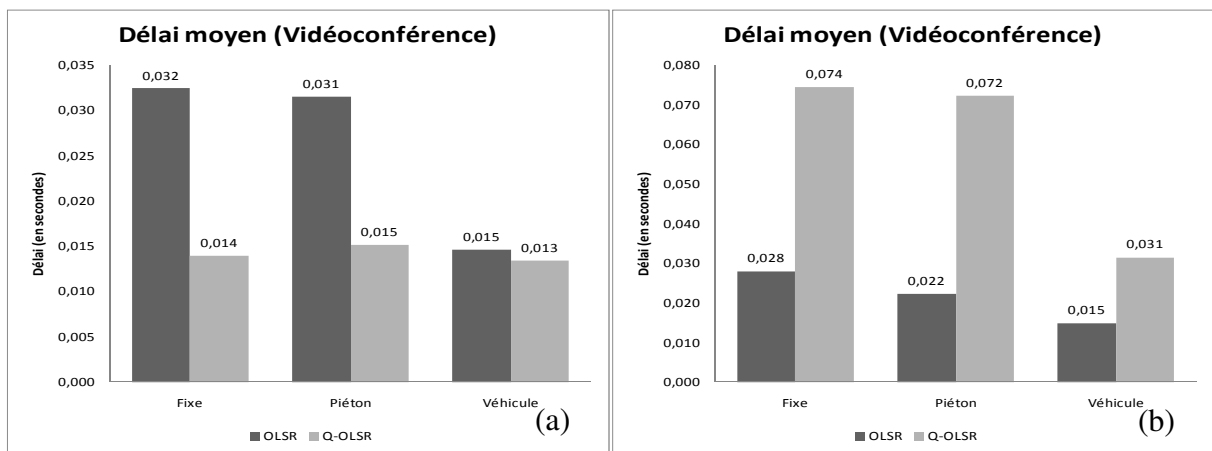 Délai moyen (Vidéoconférence)
Délai (en secondes)
0,035
0,030
0,025
0,020
0,015
0,010
0,005
0,000
0,032
0,014
0,031
0,015
0,015
0,013
Fixe
Piéton
Véhicule
OLSR
Q-OLSR
(a)
Délai moyen (Vidéoconférence)
Délai (en secondes)
0,080
0,070
0,060
0,050
0,040
0,030
0,020
0,010
0,000
0,028
0,074
0,022
0,072
0,015
0,031
Fixe
Piéton
Véhicule
OLSR
Q-OLSR
(b)